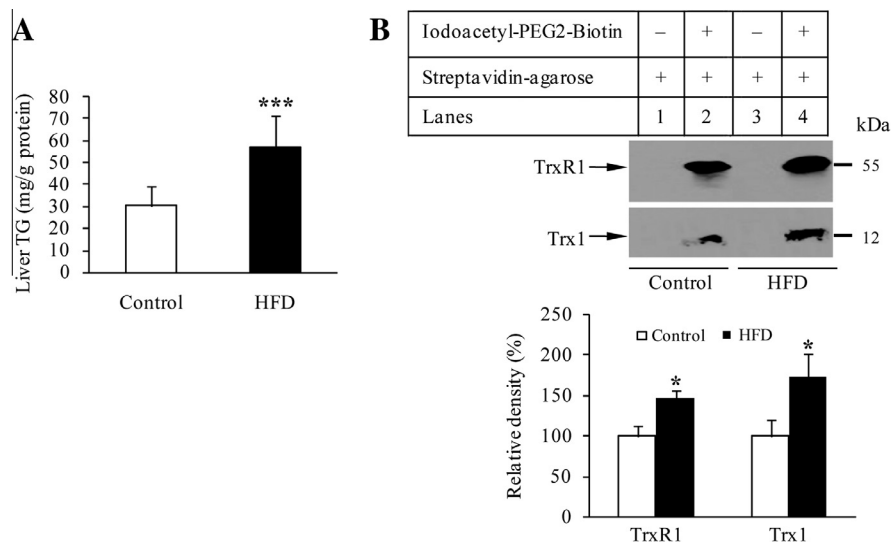 A
Liver TG (mg/g protein)
80
70
60
50
40
30
20
10
0
***
Control HFD
B
Iodoacetyl-PEG2-Biotin – + – +
Streptavidin-agarose + + + +
Lanes 1 2 3 4
kDa
TrxR1 55
Trx1 12
Control HFD
Relative density (%)
250
200
150
100
50
0
Control HFD
* *
TrxR1 Trx1